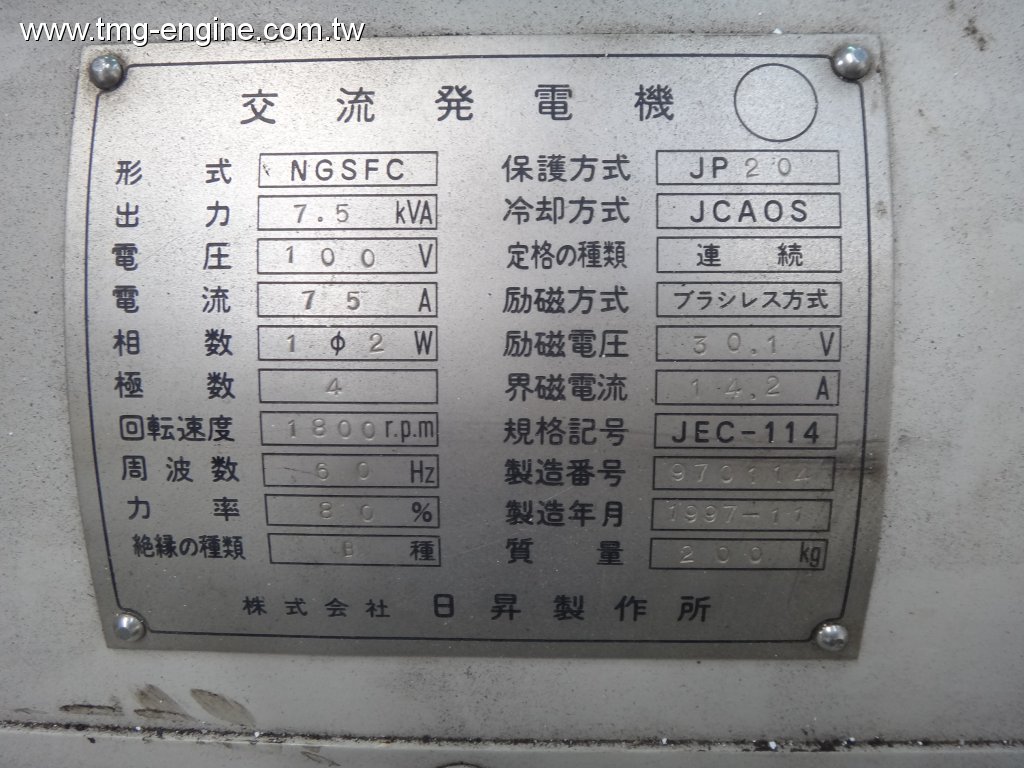 www.tmg-engine.com.tw
交流発電機
形式 NGSFC
出力 7.5 kVA
電圧 100 V
電流 75 A
相数 1φ2 W
極数 4
回転速度 1800 r.p.m
周波数 60 Hz
力率 80 %
絶縁の種類 B 種
保護方式 JP20
冷却方式 JCAOS
定格の種類 連続
励磁方式 ブラシレス方式
励磁電圧 30.1 V
界磁電流 14.2 A
規格記号 JEC-114
製造番号 970114
製造年月 1997-11
質量 200 kg
株式会社 日昇製作所